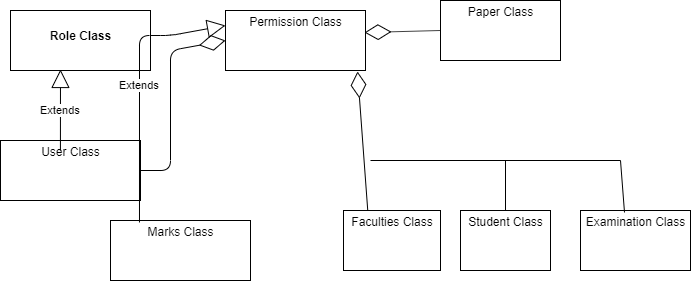 Role Class
Permission Class
Paper Class
Extends
Extends
User Class
Marks Class
Faculties Class
Student Class
Examination Class